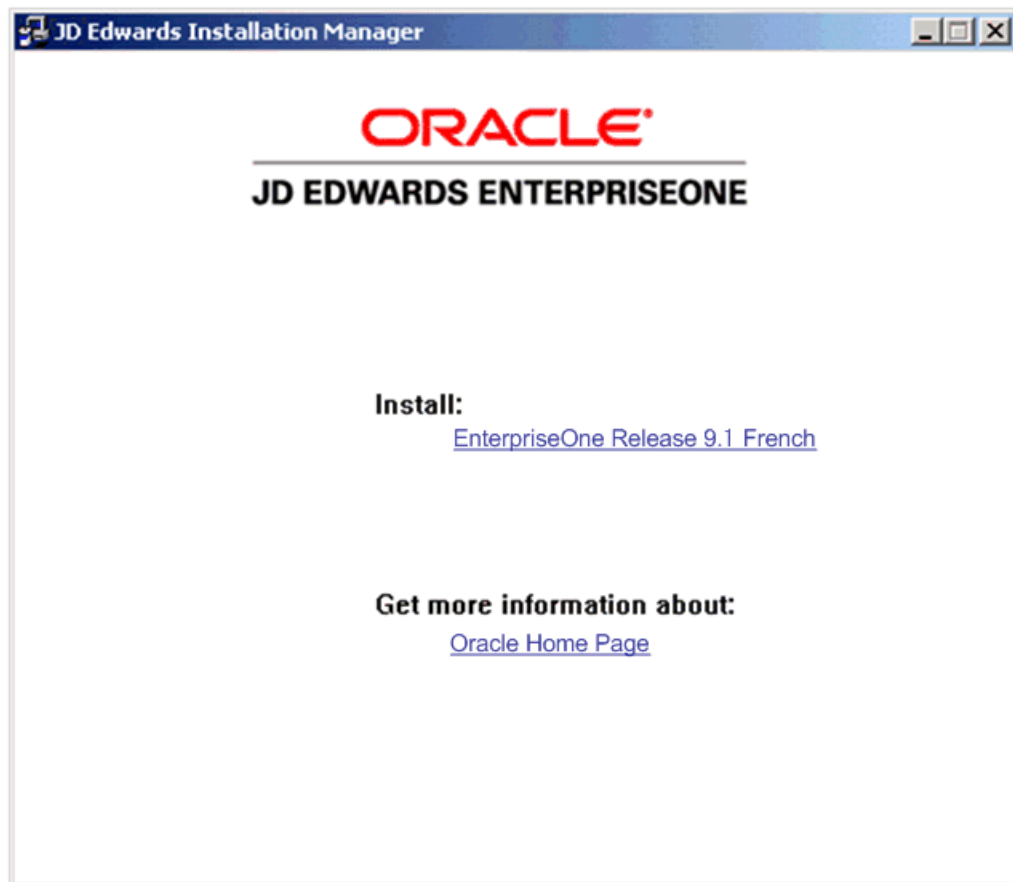 JD Edwards Installation Manager
ORACLE®
JD EDWARDS ENTERPRISEONE
Install:
EnterpriseOne Release 9.1 French
Get more information about:
Oracle Home Page